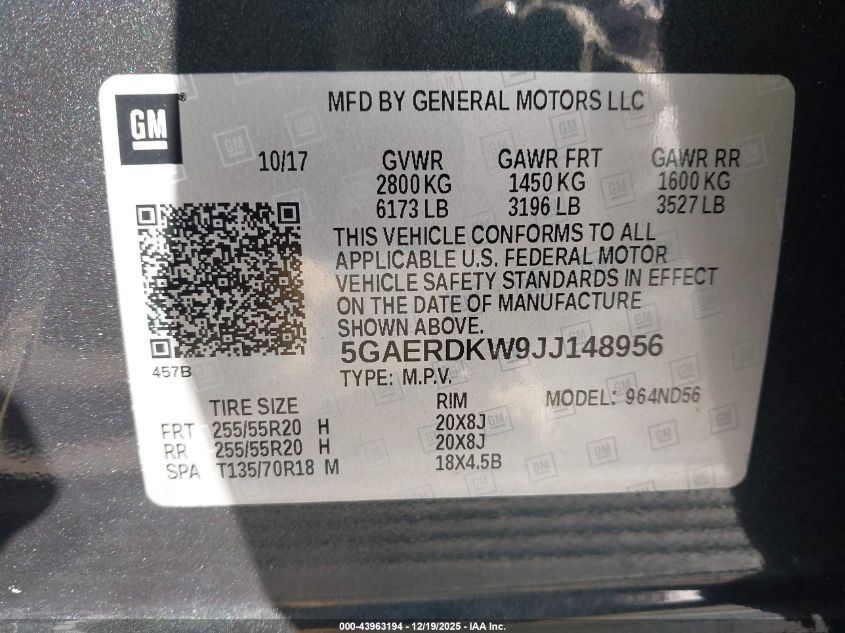 GM
®
MFD BY GENERAL MOTORS LLC
10/17 GVWR GAWR FRT GAWR RR
2800 KG 1450 KG 1600 KG
6173 LB 3196 LB 3527 LB
THIS VEHICLE CONFORMS TO ALL
APPLICABLE U.S. FEDERAL MOTOR
VEHICLE SAFETY STANDARDS IN EFFECT
ON THE DATE OF MANUFACTURE
SHOWN ABOVE.
457B
5GAERDKW9JJ148956
TYPE: M.P.V.
MODEL: 964ND56
TIRE SIZE RIM
FRT 255/55R20 H 20X8J
RR 255/55R20 H 20X8J
SPA T135/70R18 M 18X4.5B
000-43963194 - 12/19/2025 - IAA Inc.